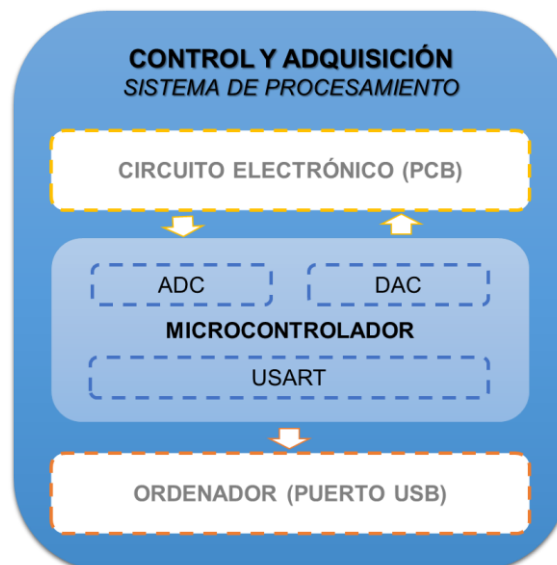 CONTROL Y ADQUISICIÓN
SISTEMA DE PROCESAMIENTO
CIRCUITO ELECTRÓNICO (PCB)
ADC
DAC
MICROCONTROLADOR
USART
ORDENADOR (PUERTO USB)